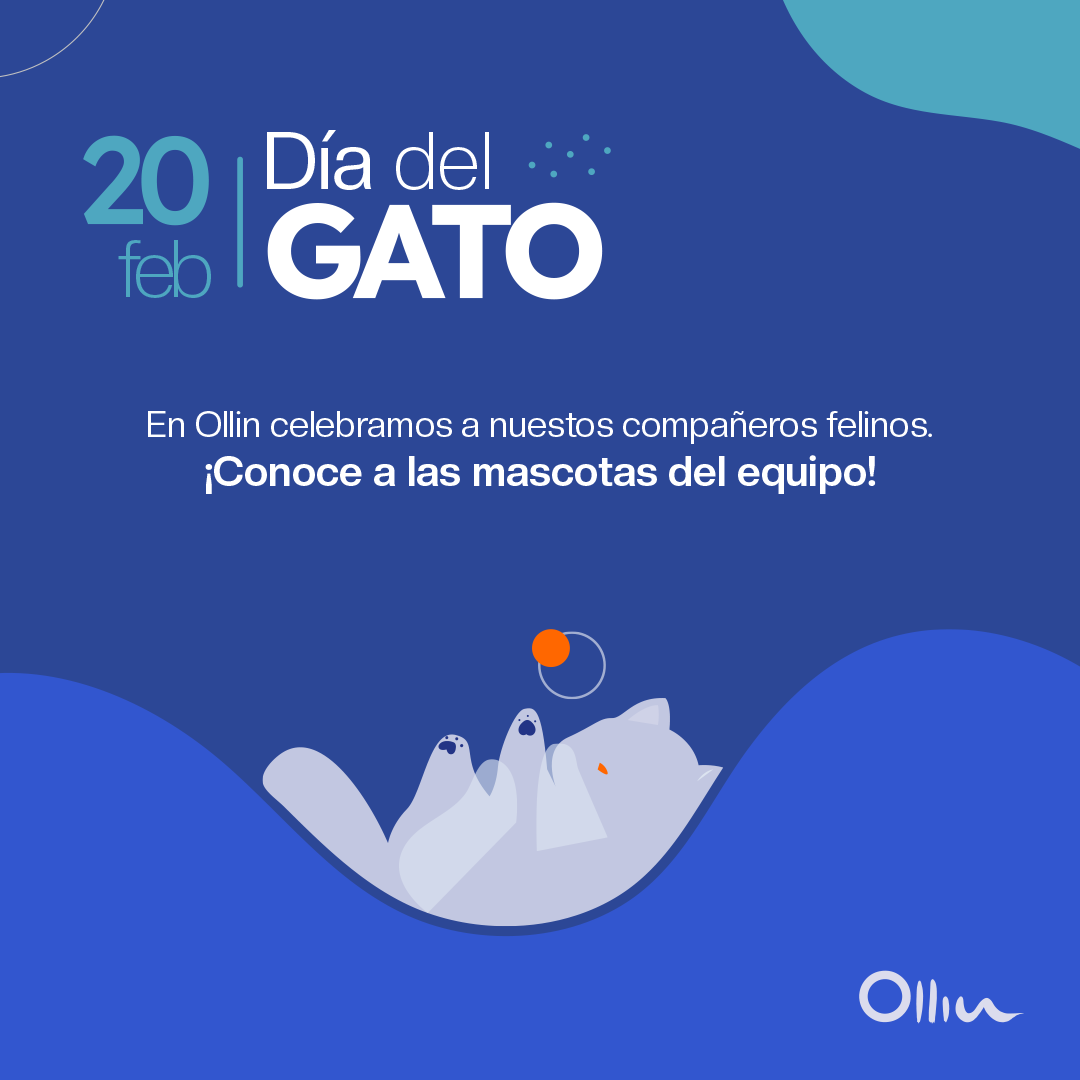 20
feb
Día del
GATO
En Ollin celebramos a nuestos compañeros felinos.
¡Conoce a las mascotas del equipo!
Ollin